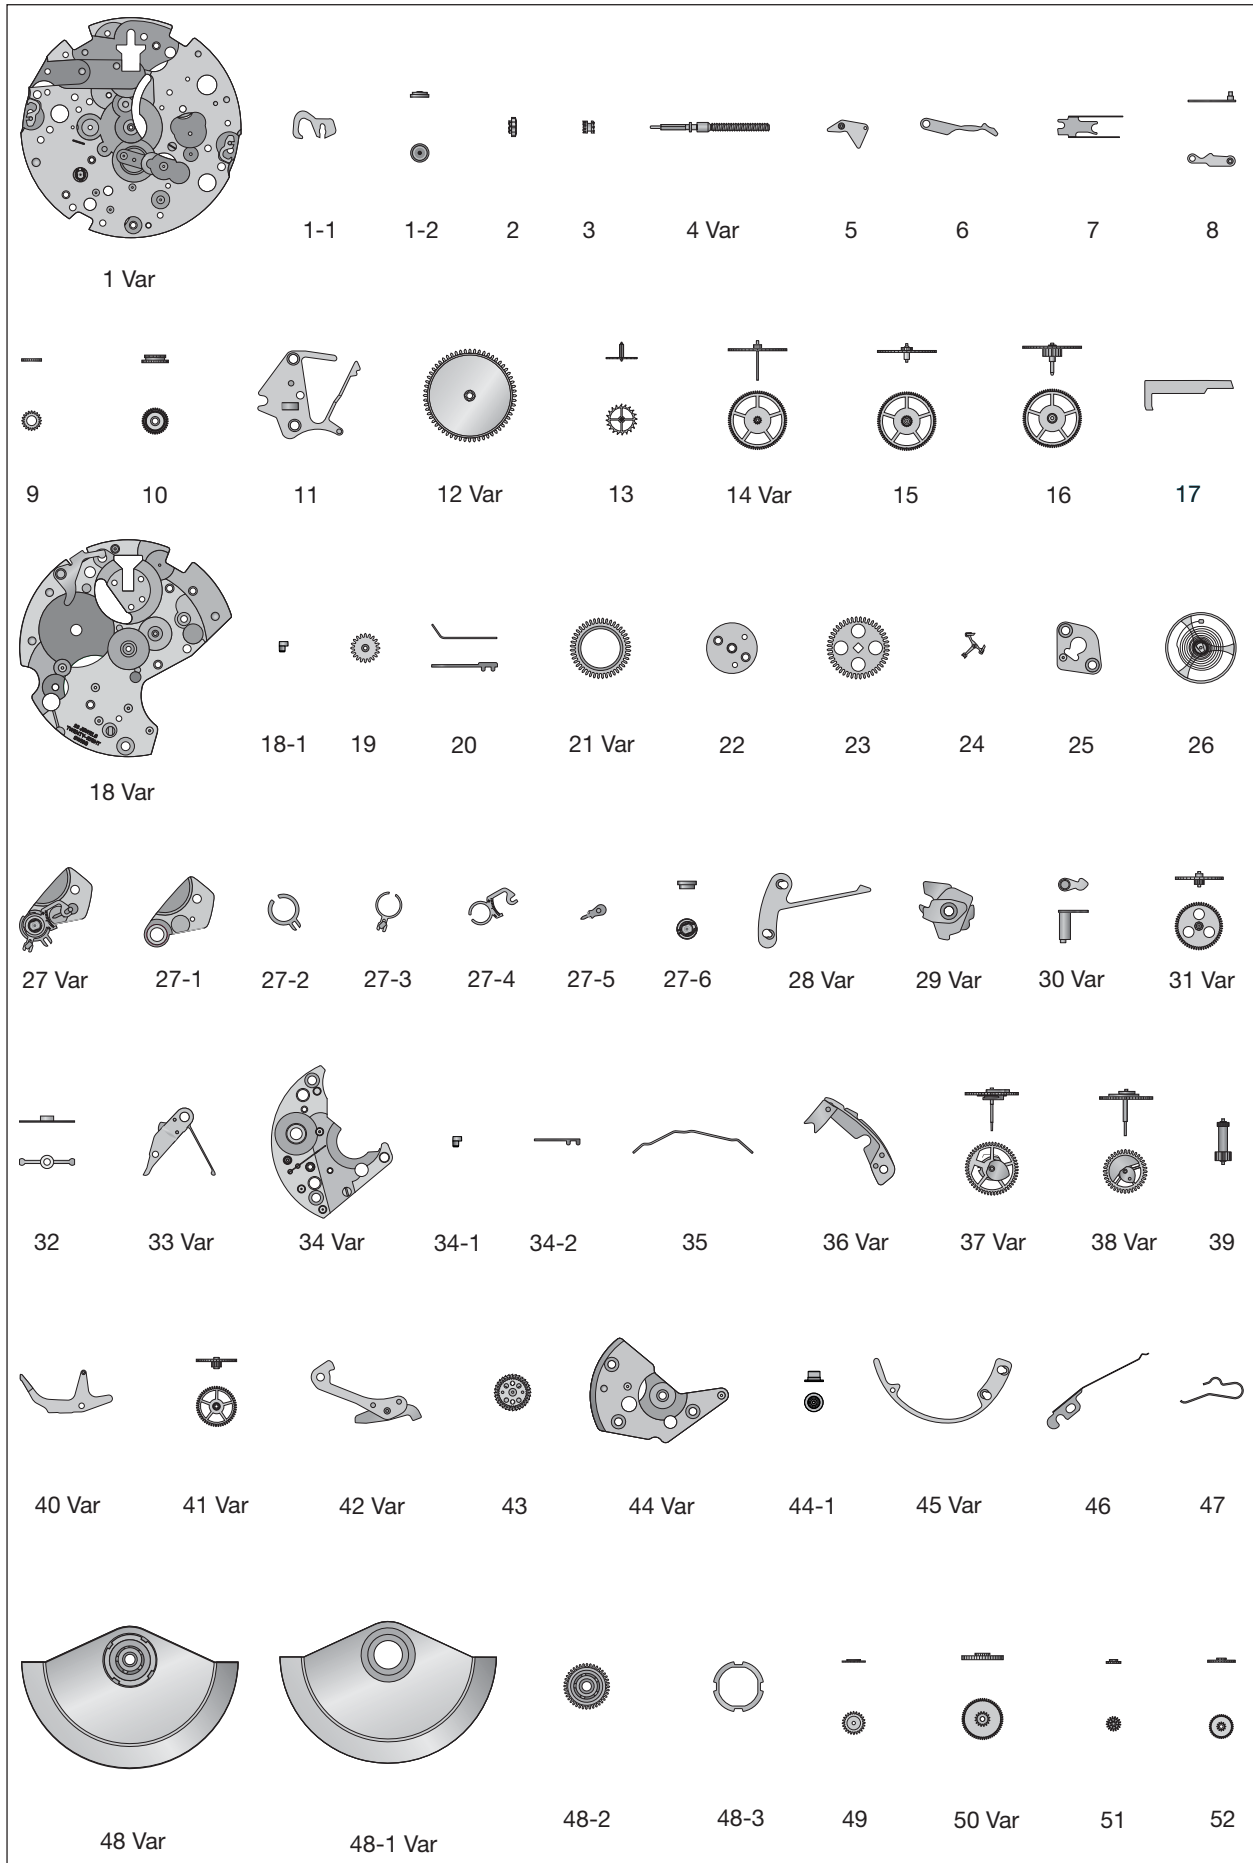 1-1 1-2 2 3 4 Var 5 6 7 8
1 Var
9 10 11 12 Var 13 14 Var 15 16 17
18-1 19 20 21 Var 22 23 24 25 26
18 Var
27 Var 27-1 27-2 27-3 27-4 27-5 27-6 28 Var 29 Var 30 Var 31 Var
32 33 Var 34 Var 34-1 34-2 35 36 Var 37 Var 38 Var 39
40 Var 41 Var 42 Var 43 44 Var 44-1 45 Var 46 47
48-2 48-3 49 50 Var 51 52
48 Var 48-1 Var